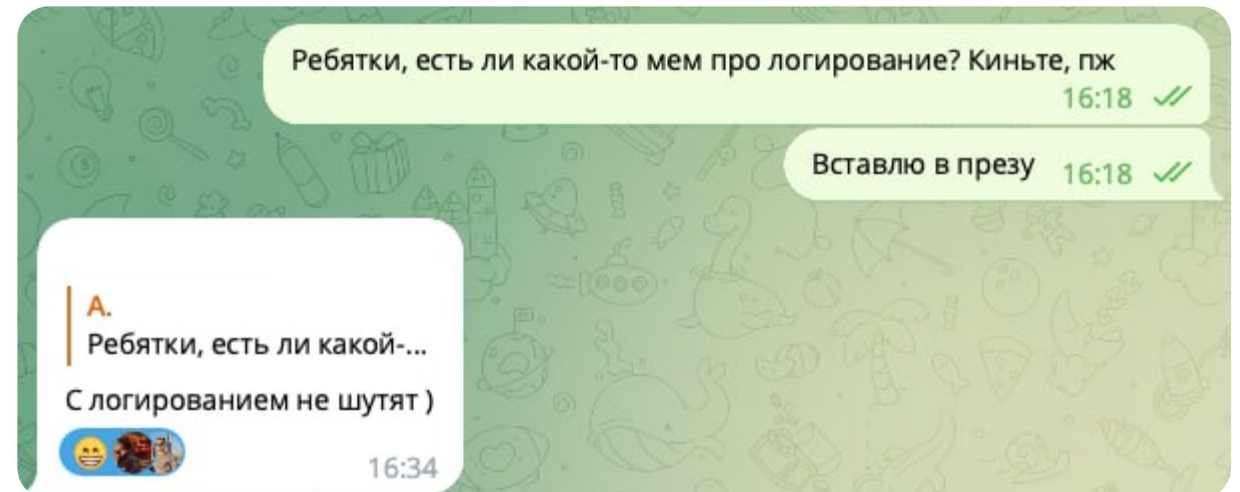 Ребятки, есть ли какой-то мем про логирование? Киньте, пж
16:18
Вставлю в презу 16:18
A.
Ребятки, есть ли какой-...
С логированием не шутят )
16:34